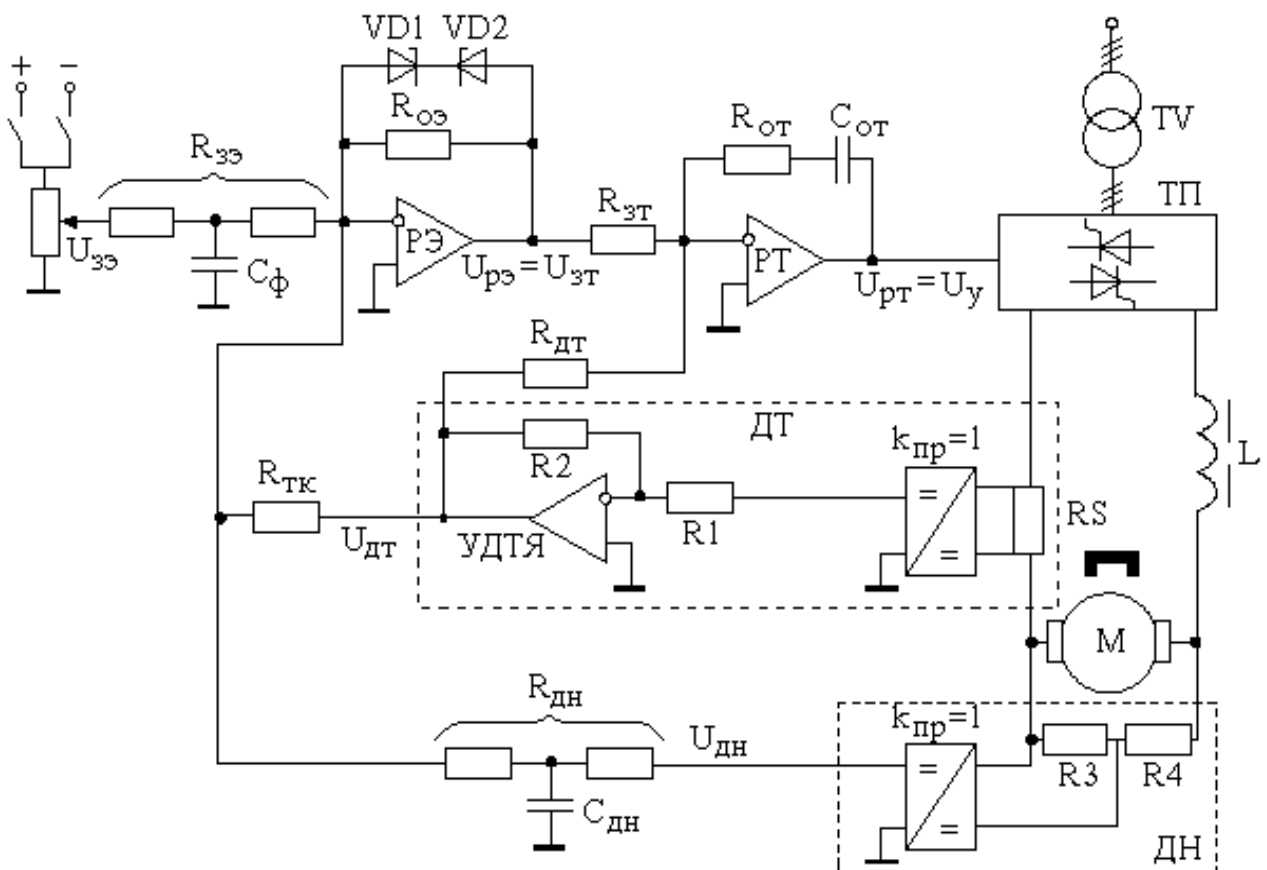 VD1 VD2
+ −
Rоэ
Rот Cот
TV
Rзэ
Rзт
ТП
Uзэ
РЭ
РТ
Cф
Uрэ=Uзт
Uрт=Uу
Rдт
ДТ
kпр=1
R2
L
Rтк
=
R1
RS
Uдт
УДТЯ
=
М
Rдн
kпр=1
Uдн
=
R3 R4
Cдн
=
ДН